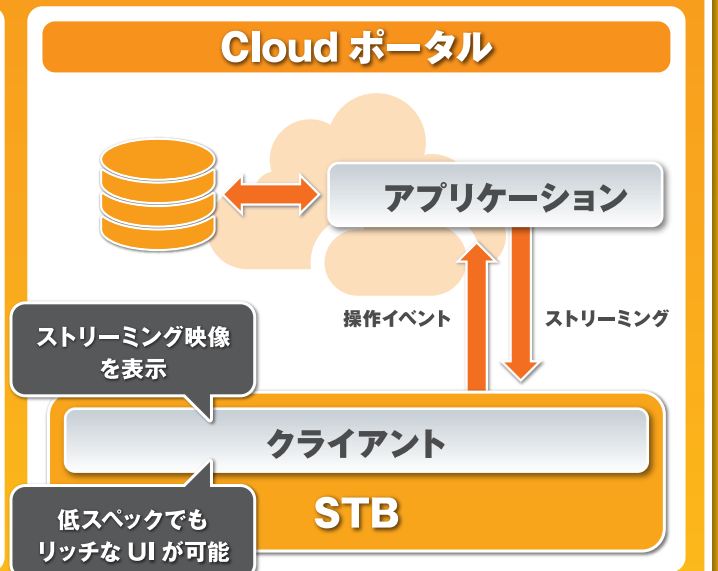 Cloud ポータル
アプリケーション
操作イベント
ストリーミング
ストリーミング映像
を表示
クライアント
低スペックでも
リッチな UI が可能
STB